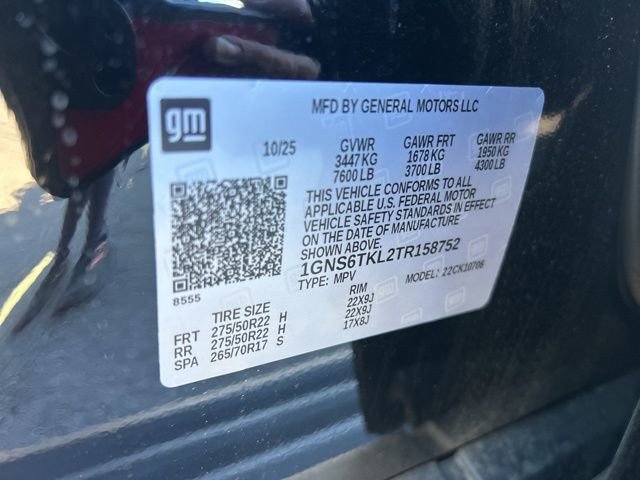 gm
MFD BY GENERAL MOTORS LLC
10/25 GVWR GAWR FRT GAWR RR
3447 KG 1678 KG 1950 KG
7600 LB 3700 LB 4300 LB
THIS VEHICLE CONFORMS TO ALL
APPLICABLE U.S. FEDERAL MOTOR
VEHICLE SAFETY STANDARDS IN EFFECT
ON THE DATE OF MANUFACTURE
SHOWN ABOVE.
1GNS6TKL2TR158752
TYPE: MPV MODEL: 22CK10706
8555
TIRE SIZE RIM
FRT 275/50R22 H 22X9J
RR 275/50R22 H 22X9J
SPA 265/70R17 S 17X8J